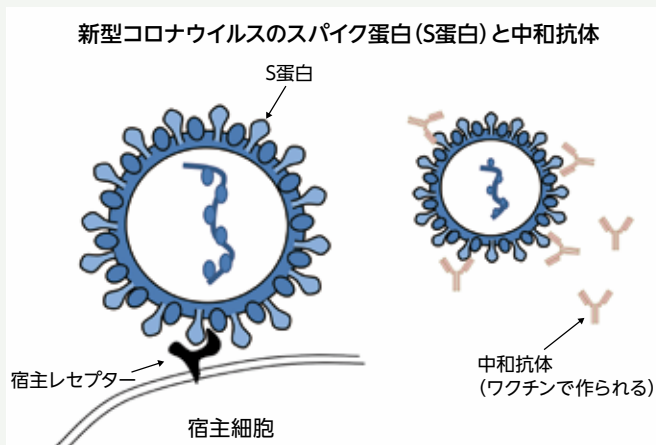 新型コロナウイルスのスパイク蛋白(S蛋白)と中和抗体
S蛋白
宿主レセプター
宿主細胞
中和抗体
(ワクチンで作られる)